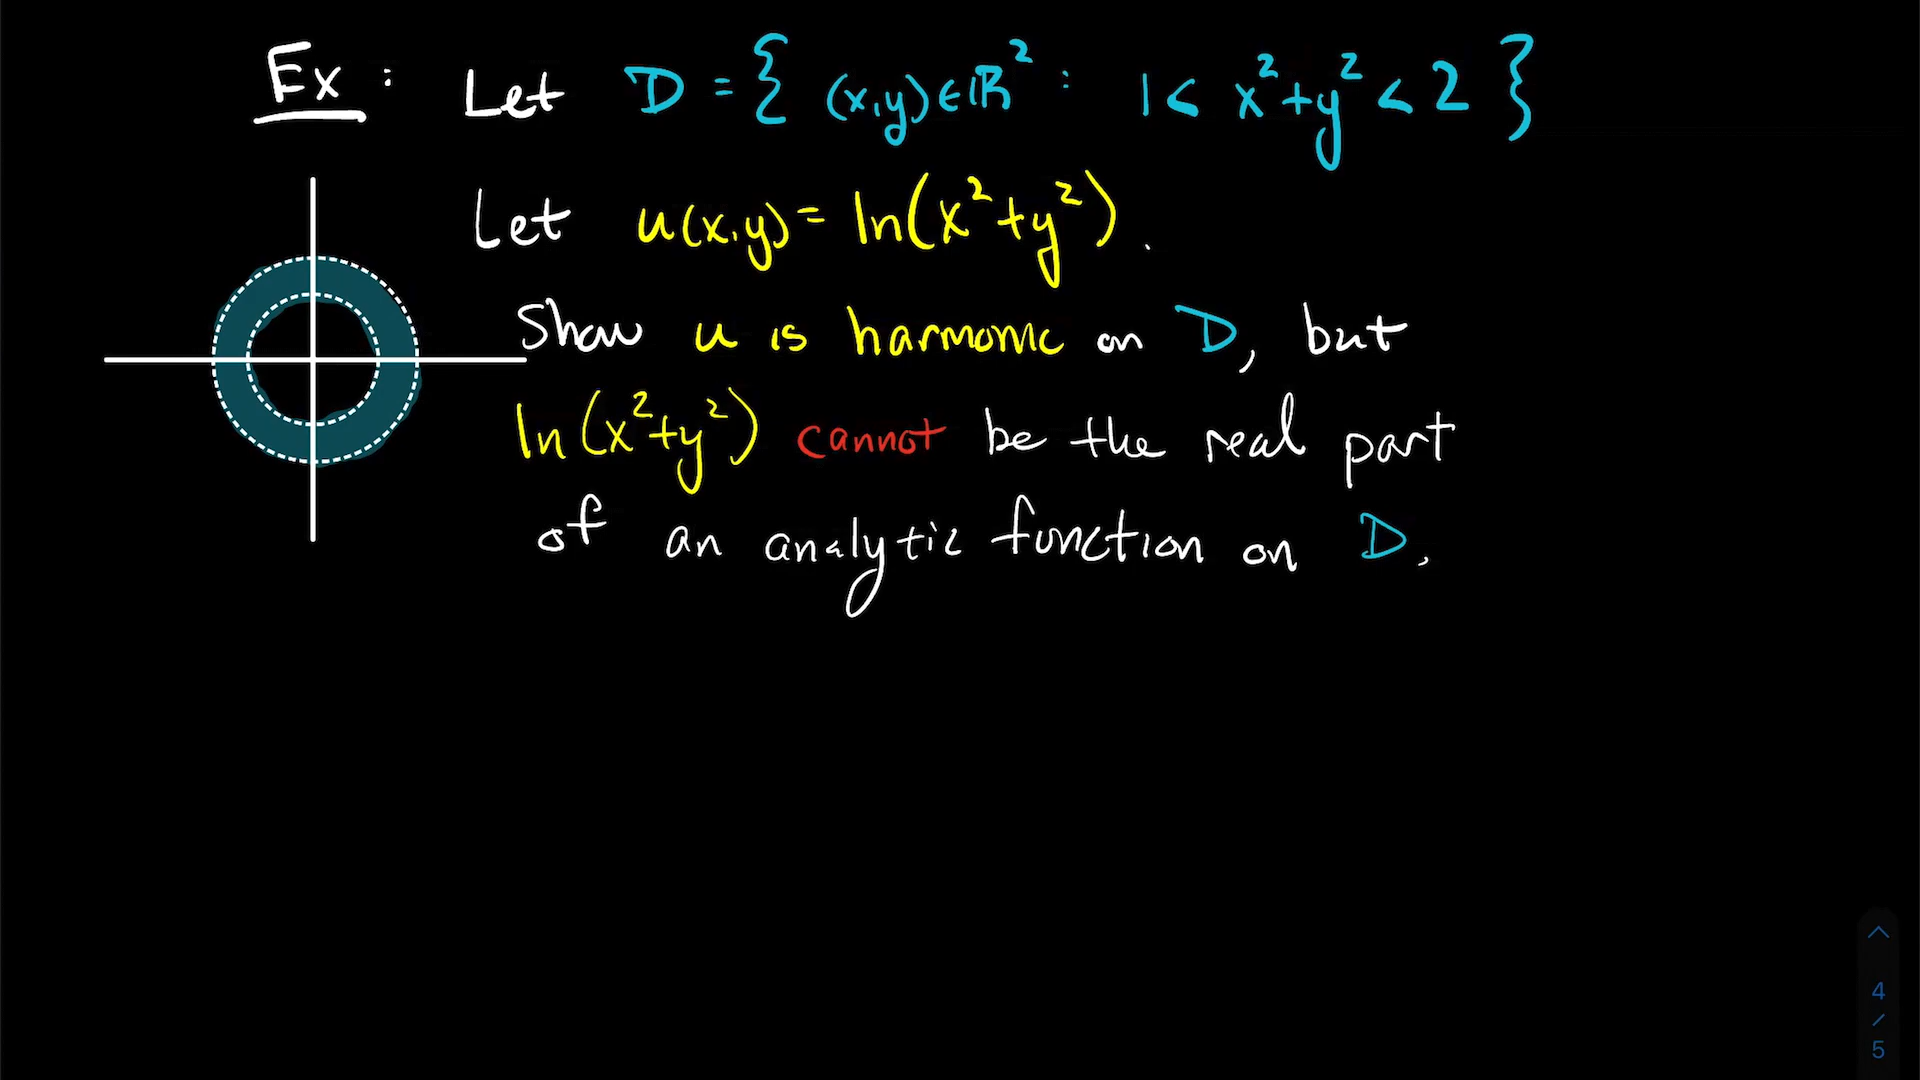 Ex: Let D = { (x,y) ∈ ℝ² : 1 < x²+y² < 2 }
Let u(x,y) = ln(x²+y²).
Show u is harmonic on D, but
ln(x²+y²) cannot be the real part
of an analytic function on D.
4
/
5